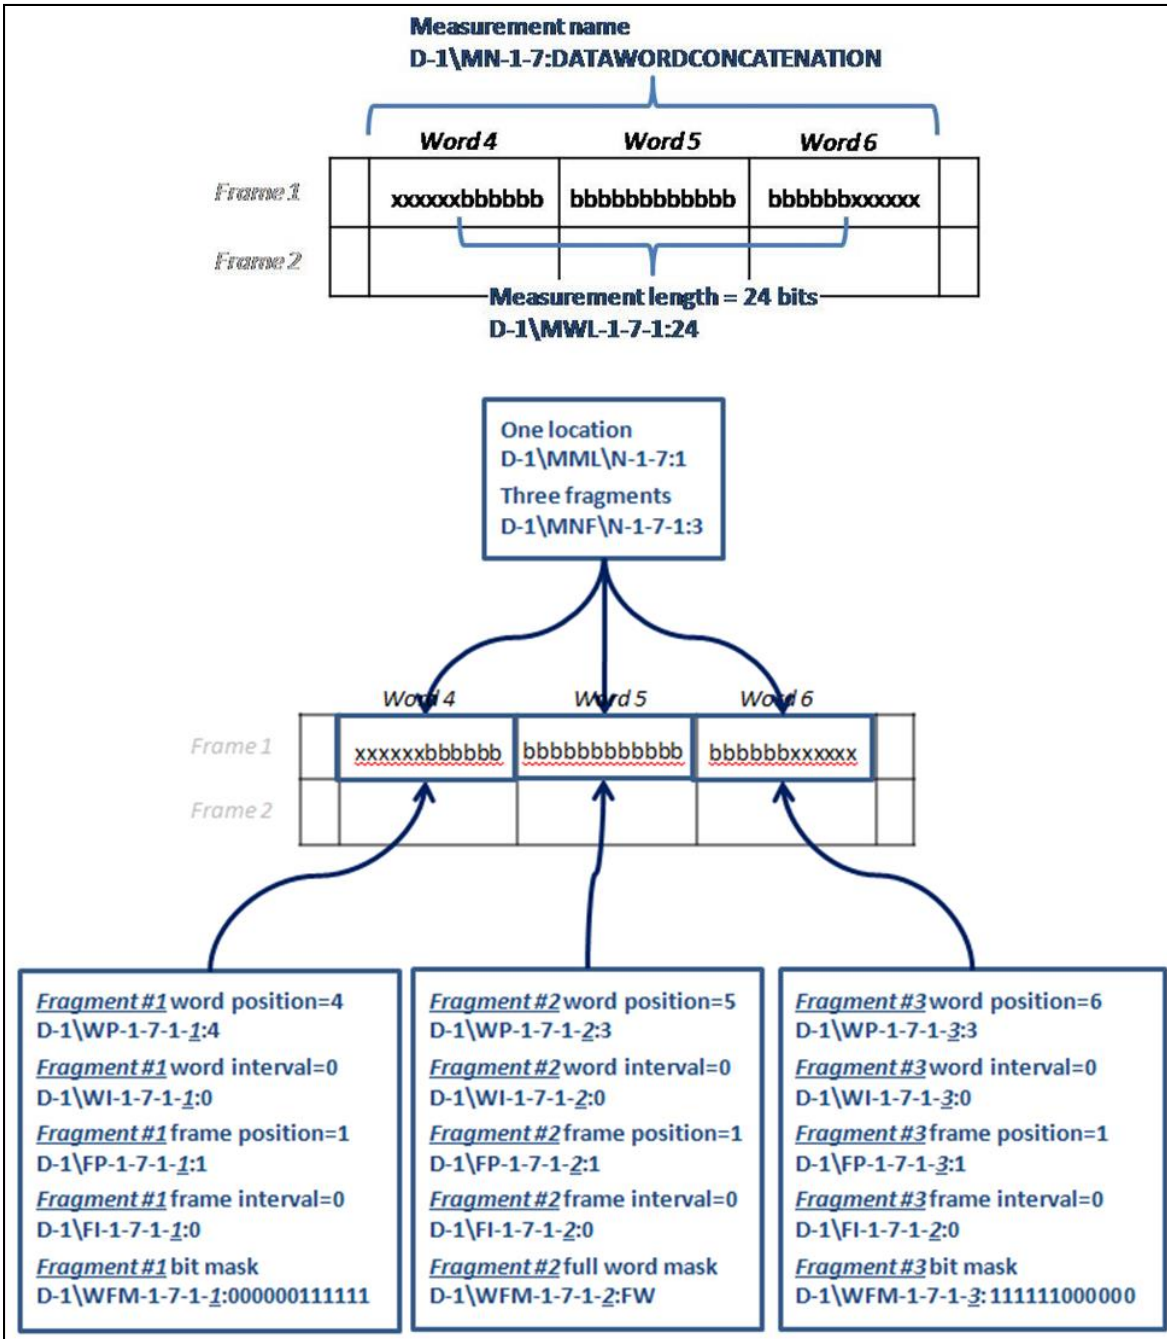 Measurement name
D-1\MN-1-7:DATAWORDCONCATENATION
Word 4 Word 5 Word 6
Frame 1 xxxxxxbbbbbb bbbbbbbbbbbb bbbbbbxxxxxx
Frame 2
Measurement length = 24 bits
D-1\MWL-1-7-1:24
One location
D-1\MML\N-1-7:1
Three fragments
D-1\MNF\N-1-7-1:3
Word 4 Word 5 Word 6
Frame 1 xxxxxxbbbbbb bbbbbbbbbbbb bbbbbbxxxxxx
Frame 2
Fragment #1 word position=4
D-1\WP-1-7-1-1:4
Fragment #1 word interval=0
D-1\WI-1-7-1-1:0
Fragment #1 frame position=1
D-1\FP-1-7-1-1:1
Fragment #1 frame interval=0
D-1\FI-1-7-1-1:0
Fragment #1 bit mask
D-1\WFM-1-7-1-1:000000111111
Fragment #2 word position=5
D-1\WP-1-7-1-2:3
Fragment #2 word interval=0
D-1\WI-1-7-1-2:0
Fragment #2 frame position=1
D-1\FP-1-7-1-2:1
Fragment #2 frame interval=0
D-1\FI-1-7-1-2:0
Fragment #2 full word mask
D-1\WFM-1-7-1-2:FW
Fragment #3 word position=6
D-1\WP-1-7-1-3:3
Fragment #3 word interval=0
D-1\WI-1-7-1-3:0
Fragment #3 frame position=1
D-1\FP-1-7-1-3:1
Fragment #3 frame interval=0
D-1\FI-1-7-1-2:0
Fragment #3 bit mask
D-1\WFM-1-7-1-3:111111000000